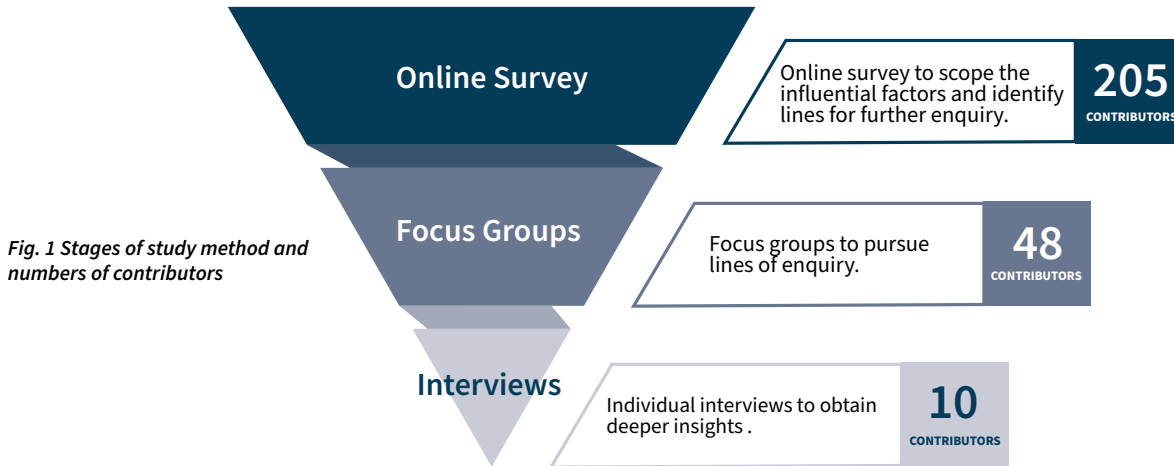 Online Survey
Online survey to scope the
influential factors and identify
lines for further enquiry.
205
CONTRIBUTORS
Fig. 1 Stages of study method and
numbers of contributors
Focus Groups
Focus groups to pursue
lines of enquiry.
48
CONTRIBUTORS
Interviews
Individual interviews to obtain
deeper insights .
10
CONTRIBUTORS